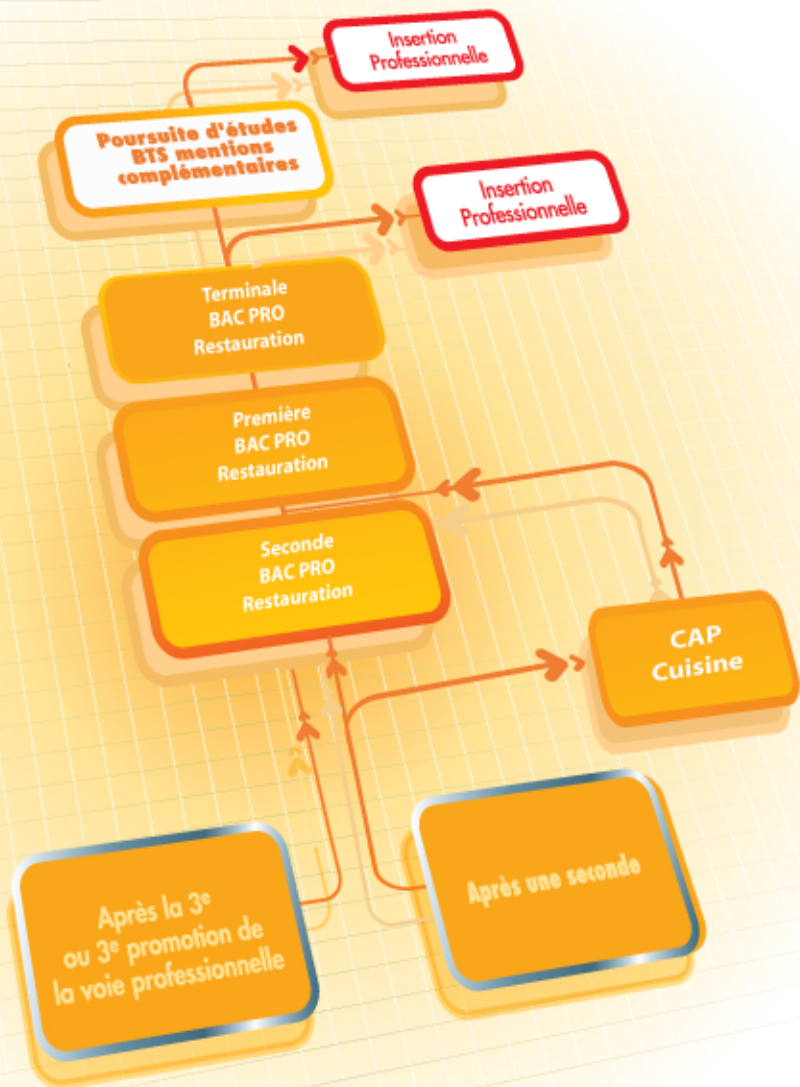 Insertion
Professionnelle
Poursuite d'études
BTS mentions
complémentaires
Insertion
Professionnelle
Terminale
BAC PRO
Restauration
Première
BAC PRO
Restauration
Seconde
BAC PRO
Restauration
CAP
Cuisine
Après une seconde
Après la 3e
ou 3e promotion de
la voie professionnelle